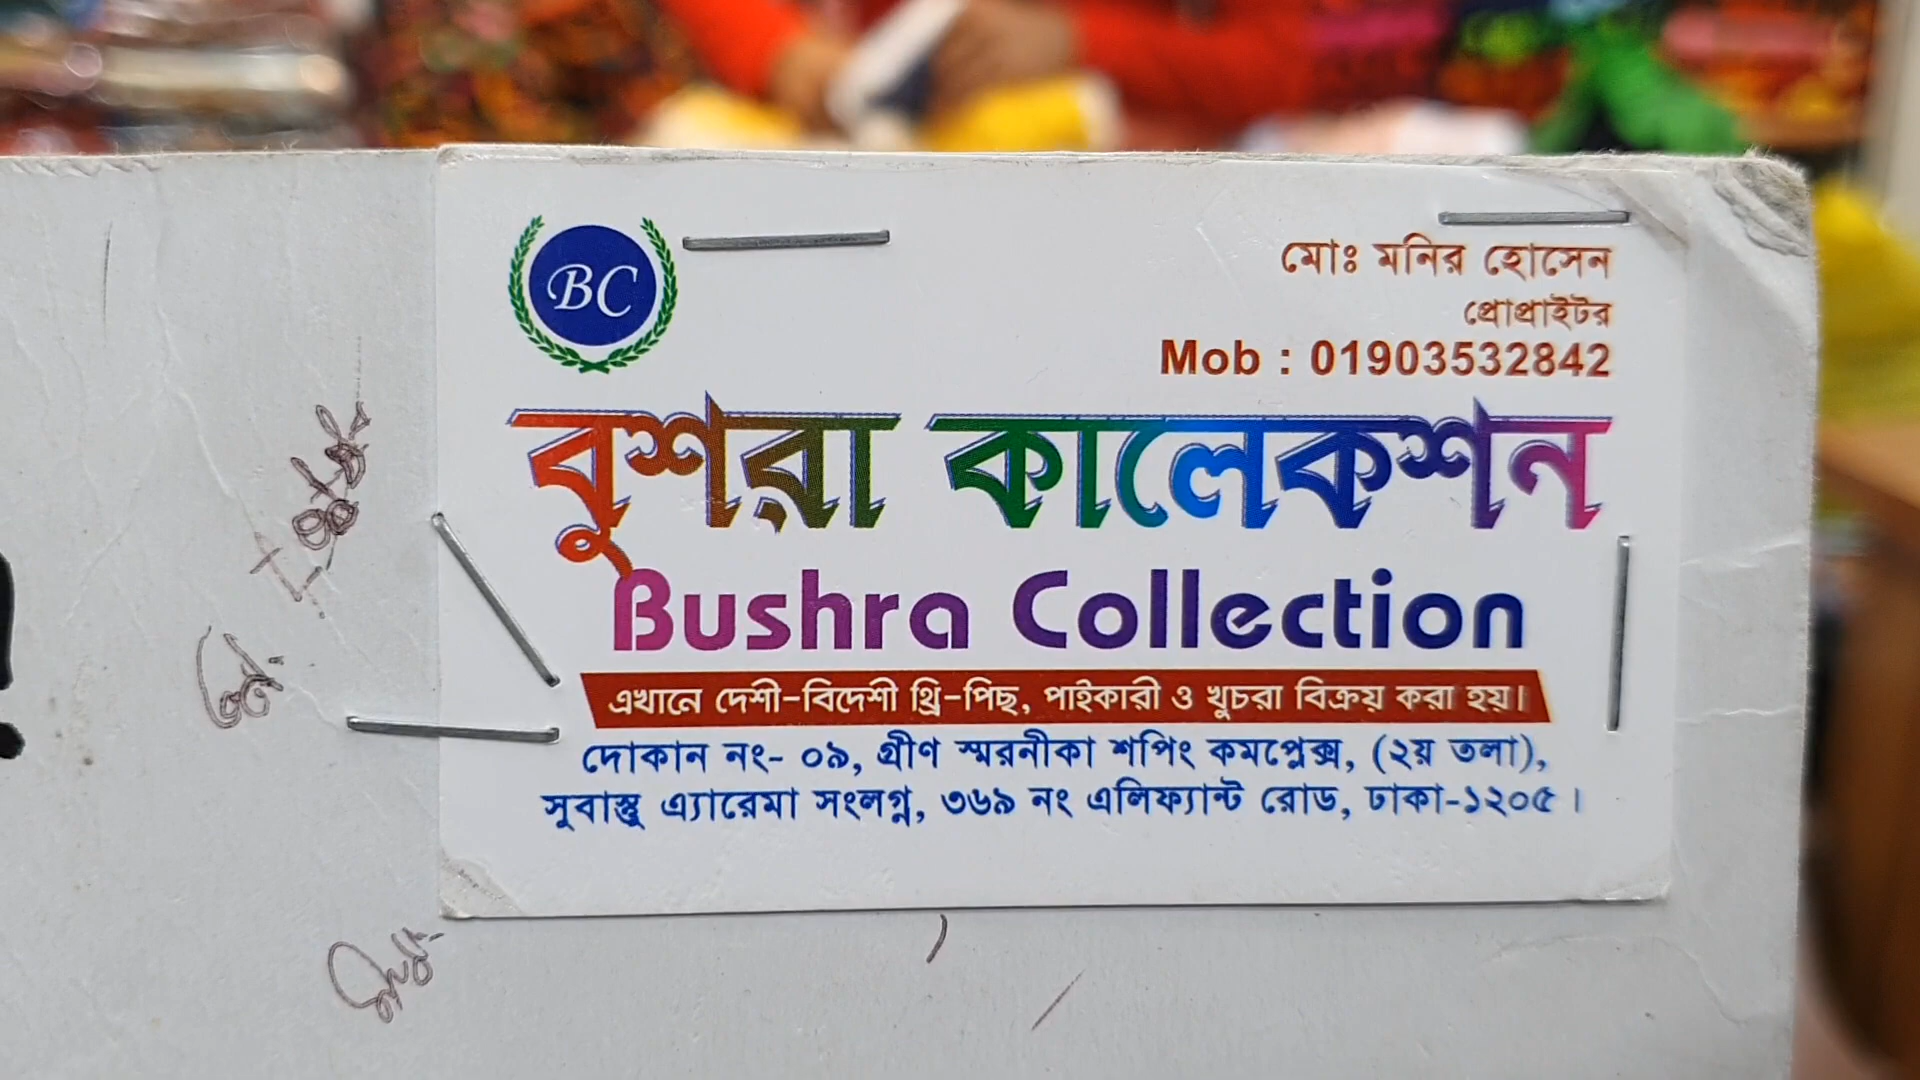 BC
মোঃ মনির হোসেন
প্রোপ্রাইটর
Mob : 01903532842
বুশরা কালেকশন
Bushra Collection
এখানে দেশী-বিদেশী থ্রি-পিছ, পাইকারী ও খুচরা বিক্রয় করা হয়।
দোকান নং- ০৯, গ্রীণ স্মরনীকা শপিং কমপ্লেক্স, (২য় তলা),
সুবাস্তু এ্যারেমা সংলগ্ন, ৩৬৯ নং এলিফ্যান্ট রোড, ঢাকা-১২০৫।